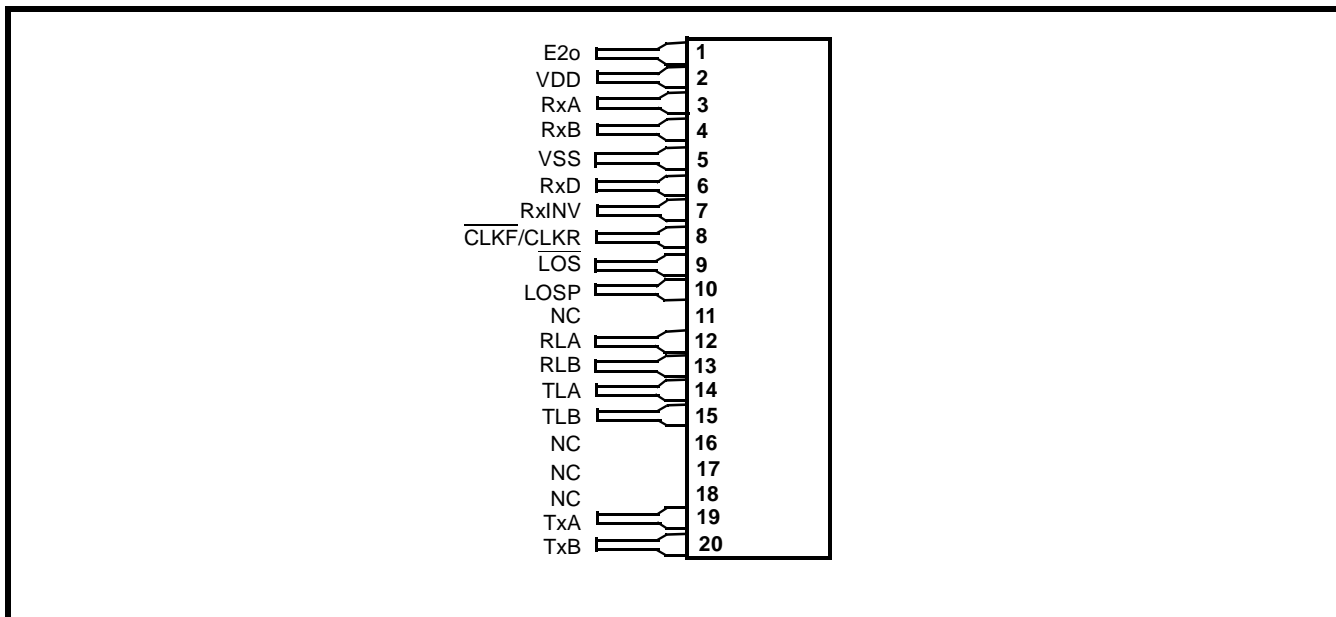 E2o 1
VDD 2
RxA 3
RxB 4
VSS 5
RxD 6
RxINV 7
C̅L̅K̅F̅/CLKR 8
L̅O̅S̅ 9
LOSP 10
NC 11
RLA 12
RLB 13
TLA 14
TLB 15
NC 16
NC 17
NC 18
TxA 19
TxB 20